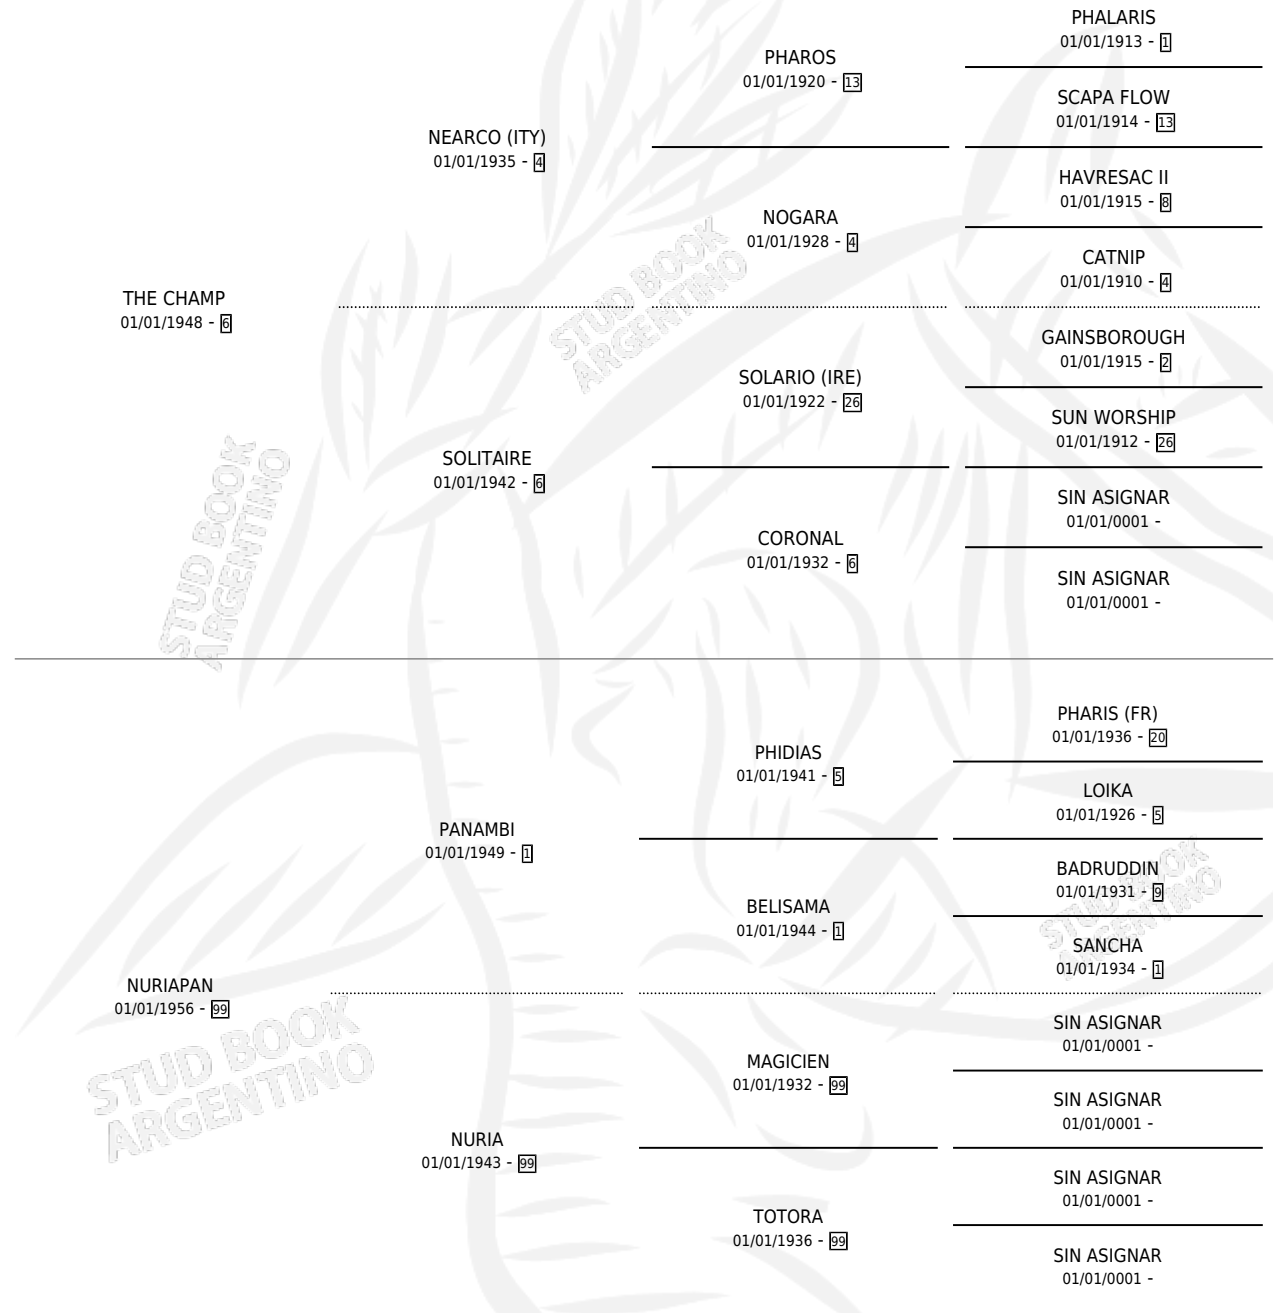 PHALARIS
01/01/1913 - 1
PHAROS
01/01/1920 - 13
SCAPA FLOW
01/01/1914 - 13
NEARCO (ITY)
01/01/1935 - 4
HAVRESAC II
01/01/1915 - 8
NOGARA
01/01/1928 - 4
CATNIP
01/01/1910 - 4
THE CHAMP
01/01/1948 - 6
GAINSBOROUGH
01/01/1915 - 2
SOLARIO (IRE)
01/01/1922 - 26
SUN WORSHIP
01/01/1912 - 26
SOLITAIRE
01/01/1942 - 6
SIN ASIGNAR
01/01/0001 -
CORONAL
01/01/1932 - 6
SIN ASIGNAR
01/01/0001 -
PHARIS (FR)
01/01/1936 - 20
PHIDIAS
01/01/1941 - 5
LOIKA
01/01/1926 - 5
PANAMBI
01/01/1949 - 1
BADRUDDIN
01/01/1931 - 9
BELISAMA
01/01/1944 - 1
SANCHA
01/01/1934 - 1
NURIAPAN
01/01/1956 - 99
SIN ASIGNAR
01/01/0001 -
MAGICIEN
01/01/1932 - 99
SIN ASIGNAR
01/01/0001 -
NURIA
01/01/1943 - 99
SIN ASIGNAR
01/01/0001 -
TOTORA
01/01/1936 - 99
SIN ASIGNAR
01/01/0001 -
STUD BOOK
ARGENTINO
STUD BOOK
ARGENTINO
STUD BOOK
ARGENTINO
STUD BOOK
ARGENTINO